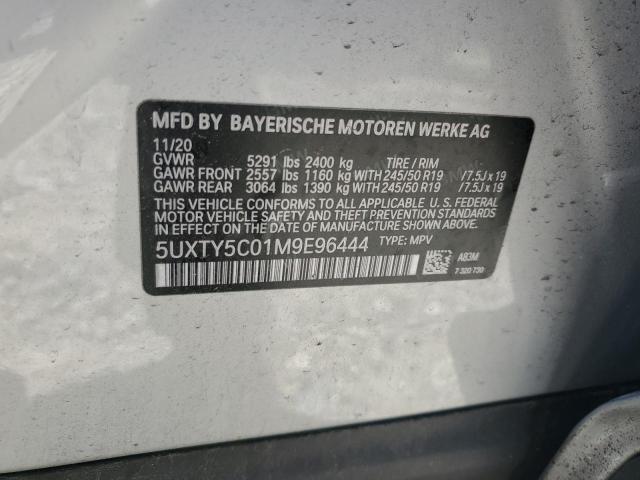 MFD BY BAYERISCHE MOTOREN WERKE AG
11/20
GVWR 5291 lbs 2400 kg TIRE / RIM
GAWR FRONT 2557 lbs 1160 kg WITH 245/50 R19 /7.5J x 19
GAWR REAR 3064 lbs 1390 kg WITH 245/50 R19 /7.5J x 19
THIS VEHICLE CONFORMS TO ALL APPLICABLE U. S. FEDERAL
MOTOR VEHICLE SAFETY AND THEFT PREVENTION STANDARDS
IN EFFECT ON THE DATE OF MANUFACTURE SHOWN ABOVE.
5UXTY5C01M9E96444 TYPE: MPV
AB3M
7 320 730